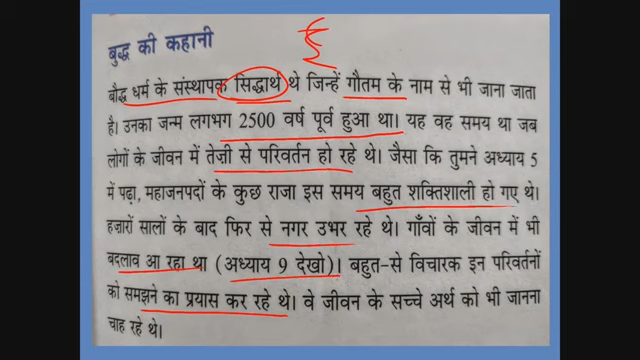 बुद्ध की कहानी
बौद्ध धर्म के संस्थापक सिद्धार्थ थे जिन्हें गौतम के नाम से भी जाना जाता
है। उनका जन्म लगभग 2500 वर्ष पूर्व हुआ था। यह वह समय था जब
लोगों के जीवन में तेज़ी से परिवर्तन हो रहे थे। जैसा कि तुमने अध्याय 5
में पढ़ा, महाजनपदों के कुछ राजा इस समय बहुत शक्तिशाली हो गए थे।
हज़ारों सालों के बाद फिर से नगर उभर रहे थे। गाँवों के जीवन में भी
बदलाव आ रहा था (अध्याय 9 देखो)। बहुत-से विचारक इन परिवर्तनों
को समझने का प्रयास कर रहे थे। वे जीवन के सच्चे अर्थ को भी जानना
चाह रहे थे।